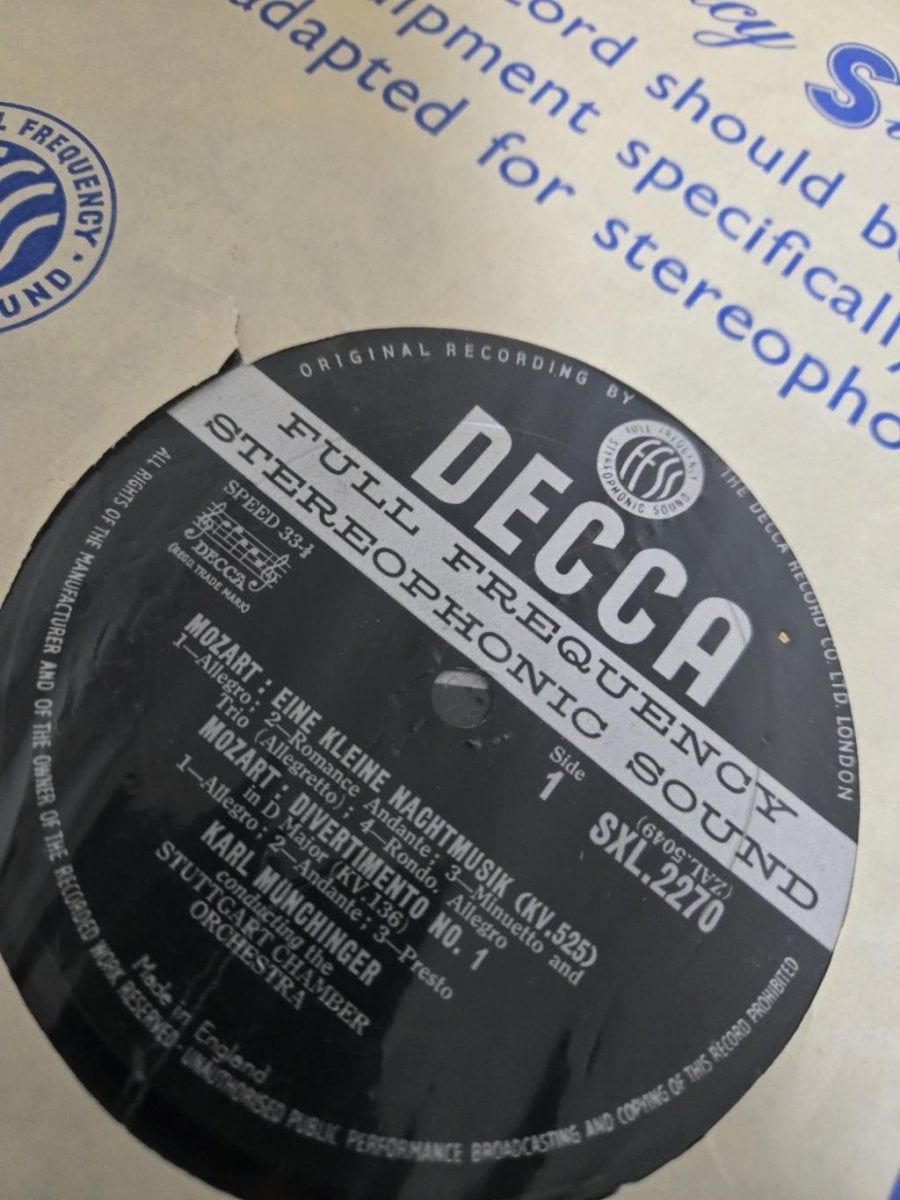 cord should b
ipment specificall
dapted for stereopho
L FREQUENCY
OUND
ORIGINAL RECORDING BY
THE DECCA RECORD CO. LTD. LONDON
DECCA
FULL FREQUENCY
STEREOPHONIC SOUND
FULL FREQUENCY
STEREOPHONIC SOUND
ffss
SPEED 33⅓
DECCA
(REGD. TRADE MARK)
Side
1
(ZAL.5049)
SXL.2270
MOZART : EINE KLEINE NACHTMUSIK (KV.525)
1—Allegro; 2—Romance Andante; 3—Minuetto and
Trio (Allegretto); 4—Rondo. Allegro
MOZART : DIVERTIMENTO NO. 1
in D Major (KV.136)
1—Allegro; 2—Andante; 3—Presto
KARL MUNCHINGER
conducting the
STUTTGART CHAMBER
ORCHESTRA
Made in England
ALL RIGHTS OF THE MANUFACTURER AND OF THE OWNER OF THE RECORDED WORK RESERVED UNAUTHORISED PUBLIC PERFORMANCE BROADCASTING AND COPYING OF THIS RECORD PROHIBITED